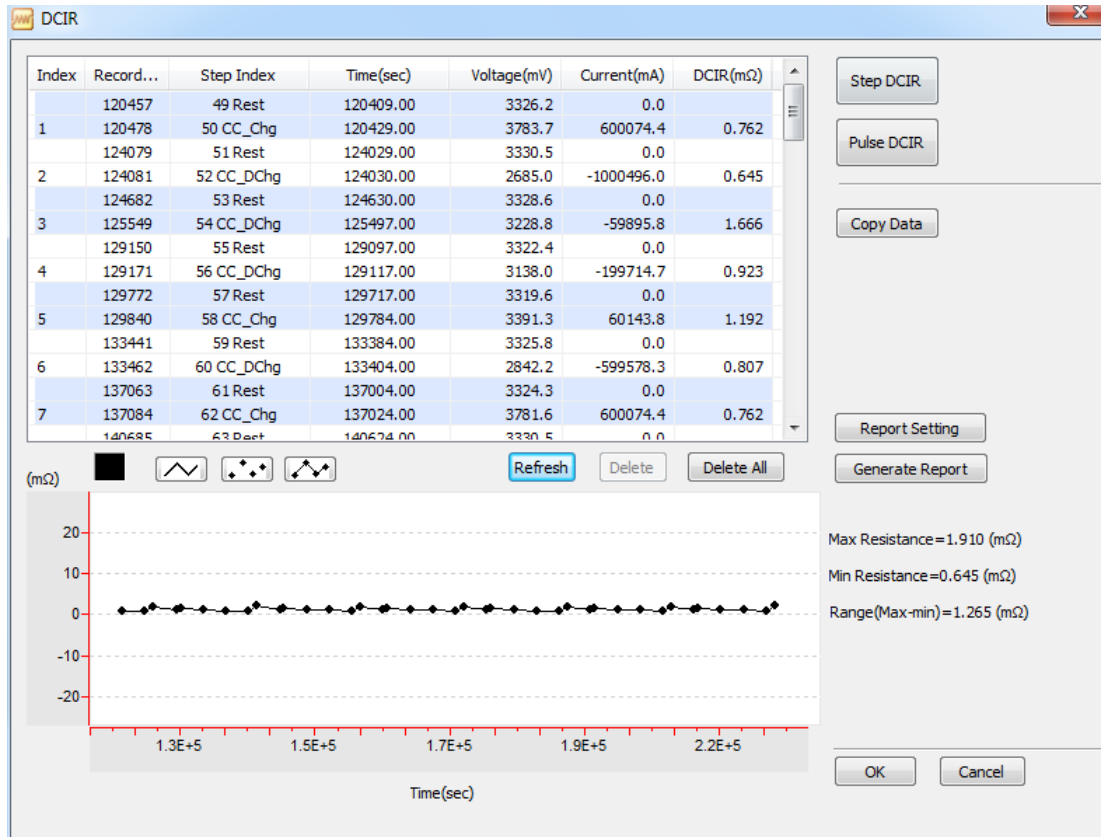 DCIR
Index Record... Step Index Time(sec) Voltage(mV) Current(mA) DCIR(mΩ)
120457 49 Rest 120409.00 3326.2 0.0
1 120478 50 CC_Chg 120429.00 3783.7 600074.4 0.762
124079 51 Rest 124029.00 3330.5 0.0
2 124081 52 CC_DChg 124030.00 2685.0 -1000496.0 0.645
124682 53 Rest 124630.00 3328.6 0.0
3 125549 54 CC_DChg 125497.00 3228.8 -59895.8 1.666
129150 55 Rest 129097.00 3322.4 0.0
4 129171 56 CC_DChg 129117.00 3138.0 -199714.7 0.923
129772 57 Rest 129717.00 3319.6 0.0
5 129840 58 CC_Chg 129784.00 3391.3 60143.8 1.192
133441 59 Rest 133384.00 3325.8 0.0
6 133462 60 CC_DChg 133404.00 2842.2 -599578.3 0.807
137063 61 Rest 137004.00 3324.3 0.0
7 137084 62 CC_Chg 137024.00 3781.6 600074.4 0.762
140685 63 Rest 140624.00 3330.5 0.0
Step DCIR
Pulse DCIR
Copy Data
Report Setting
Generate Report
Refresh Delete Delete All
(mΩ)
20
10
0
-10
-20
1.3E+5 1.5E+5 1.7E+5 1.9E+5 2.2E+5
Time(sec)
Max Resistance=1.910 (mΩ)
Min Resistance=0.645 (mΩ)
Range(Max-min)=1.265 (mΩ)
OK Cancel